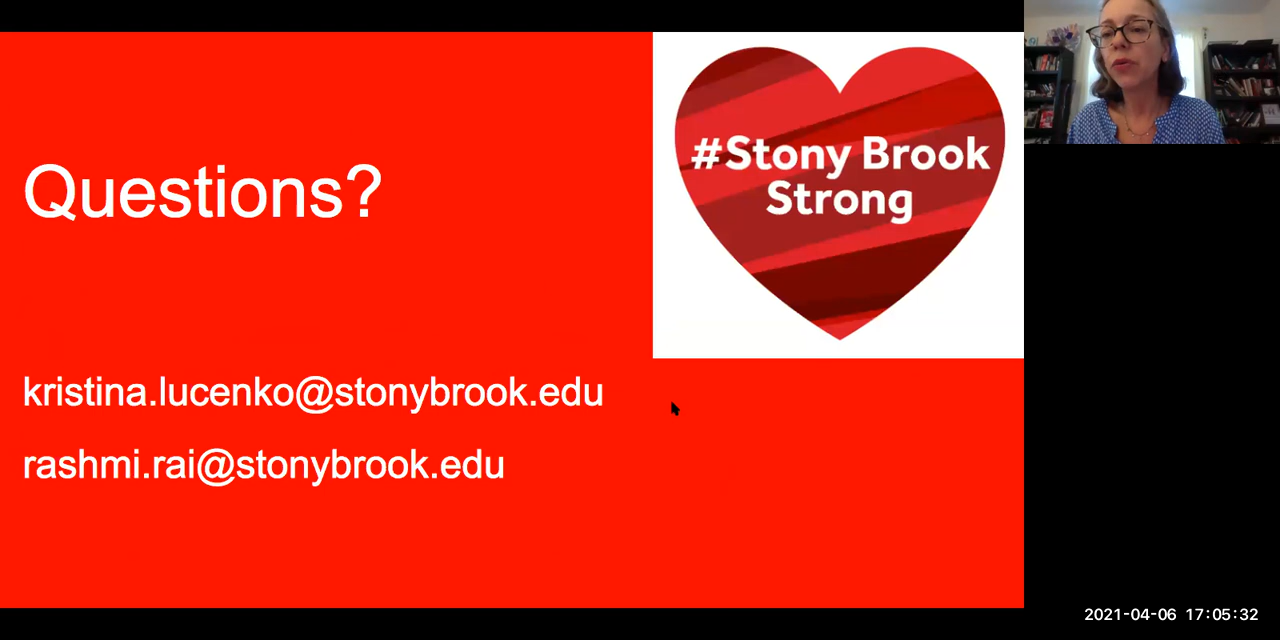 Questions?
#Stony Brook
Strong
kristina.lucenko@stonybrook.edu
rashmi.rai@stonybrook.edu
2021-04-06 17:05:32